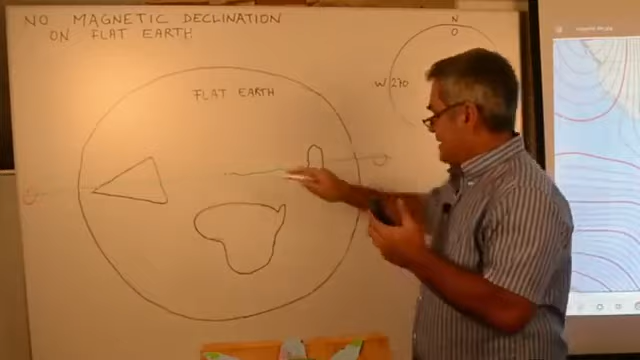 NO MAGNETIC DECLINATION
ON FLAT EARTH
N
0
W 270
FLAT EARTH